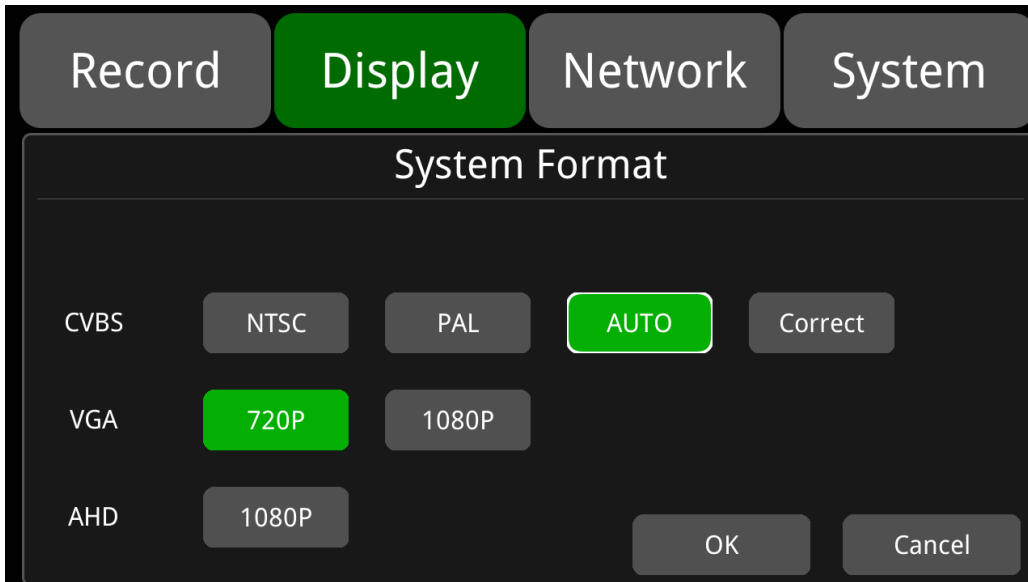 Record Display Network System
System Format
CVBS NTSC PAL AUTO Correct
VGA 720P 1080P
AHD 1080P
OK Cancel